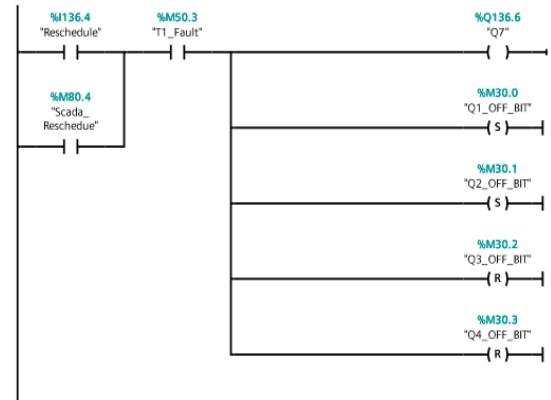 %I136.4
"Reschedule"
%M50.3
"T1_Fault"
%Q136.6
"Q7"
%M80.4
"Scada_
Reschedue"
%M30.0
"Q1_OFF_BIT"
S
%M30.1
"Q2_OFF_BIT"
S
%M30.2
"Q3_OFF_BIT"
R
%M30.3
"Q4_OFF_BIT"
R